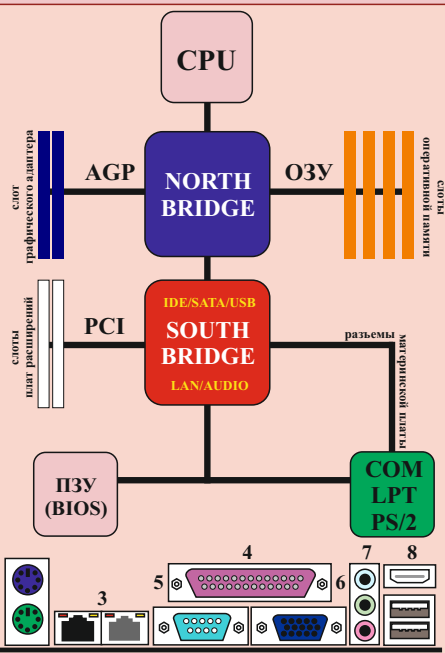 CPU
слот
графического адаптера
AGP
NORTH
BRIDGE
ОЗУ
слоты
оперативной памяти
слоты
плат расширений
PCI
IDE/SATA/USB
SOUTH
BRIDGE
LAN/AUDIO
разъемы
материнской платы
ПЗУ
(BIOS)
COM
LPT
PS/2
3
4
5
6
7
8